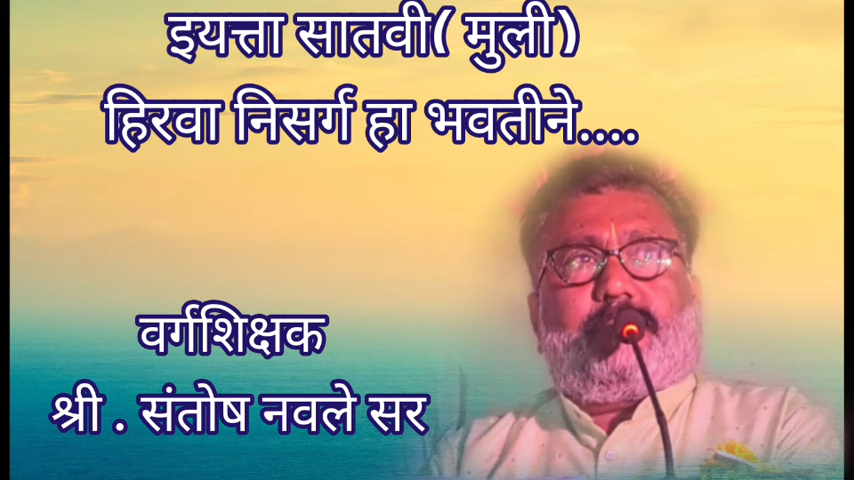 इयत्ता सातवी( मुली)
हिरवा निसर्ग हा भवतीने....
वर्गशिक्षक
श्री . संतोष नवले सर